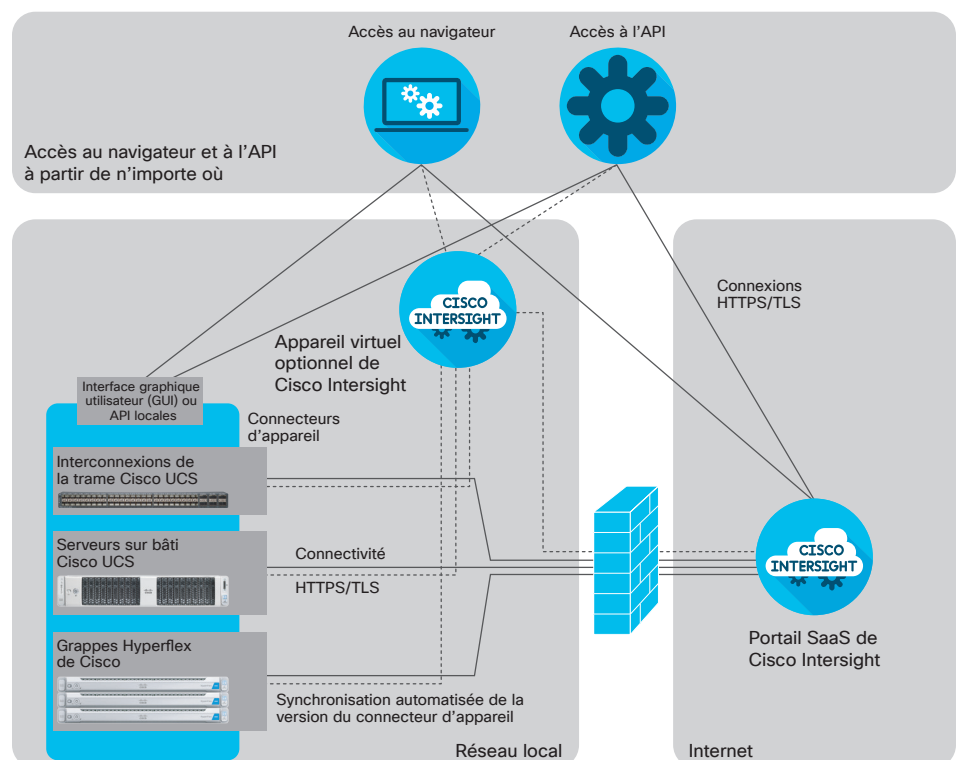 Accès au navigateur
Accès à l'API
Accès au navigateur et à l'API
à partir de n'importe où
CISCO
INTERSIGHT
Connexions
HTTPS/TLS
Appareil virtuel
optionnel de
Cisco Intersight
Interface graphique
utilisateur (GUI) ou
API locales
Connecteurs
d'appareil
Interconnexions de
la trame Cisco UCS
Serveurs sur bâti
Cisco UCS
Connectivité
HTTPS/TLS
CISCO
INTERSIGHT
Grappes Hyperflex
de Cisco
Portail SaaS de
Cisco Intersight
Synchronisation automatisée de la
version du connecteur d'appareil
Réseau local
Internet